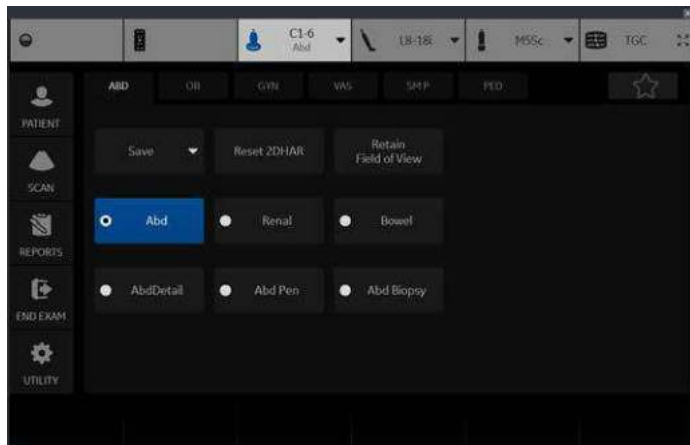 C1-6
Abd
L8-18i
M5Sc
TGC
ABD
OB
GYN
VAS
SM P
PED
PATIENT
SCAN
REPORTS
END EXAM
UTILITY
Save
Reset 2DHAR
Retain
Field of View
Abd
Renal
Bowel
AbdDetail
Abd Pen
Abd Biopsy